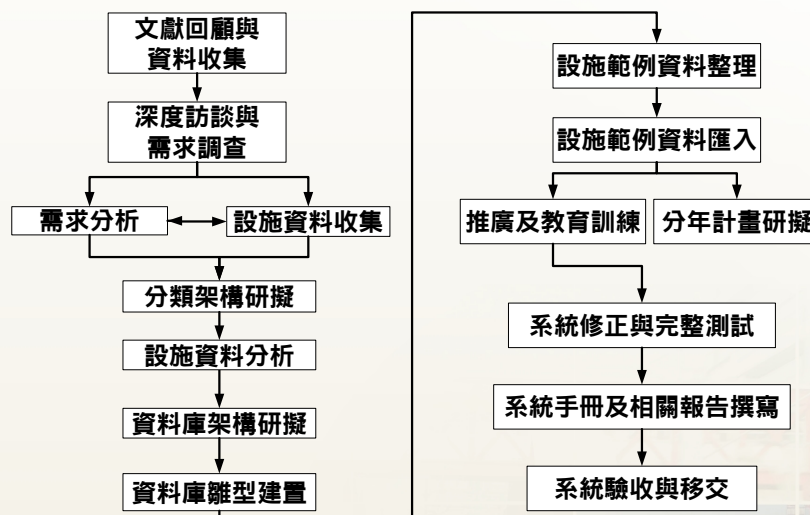 文獻回顧與
資料收集
深度訪談與
需求調查
需求分析
設施資料收集
分類架構研擬
設施資料分析
資料庫架構研擬
資料庫雛型建置
設施範例資料整理
設施範例資料匯入
推廣及教育訓練
分年計畫研擬
系統修正與完整測試
系統手冊及相關報告撰寫
系統驗收與移交